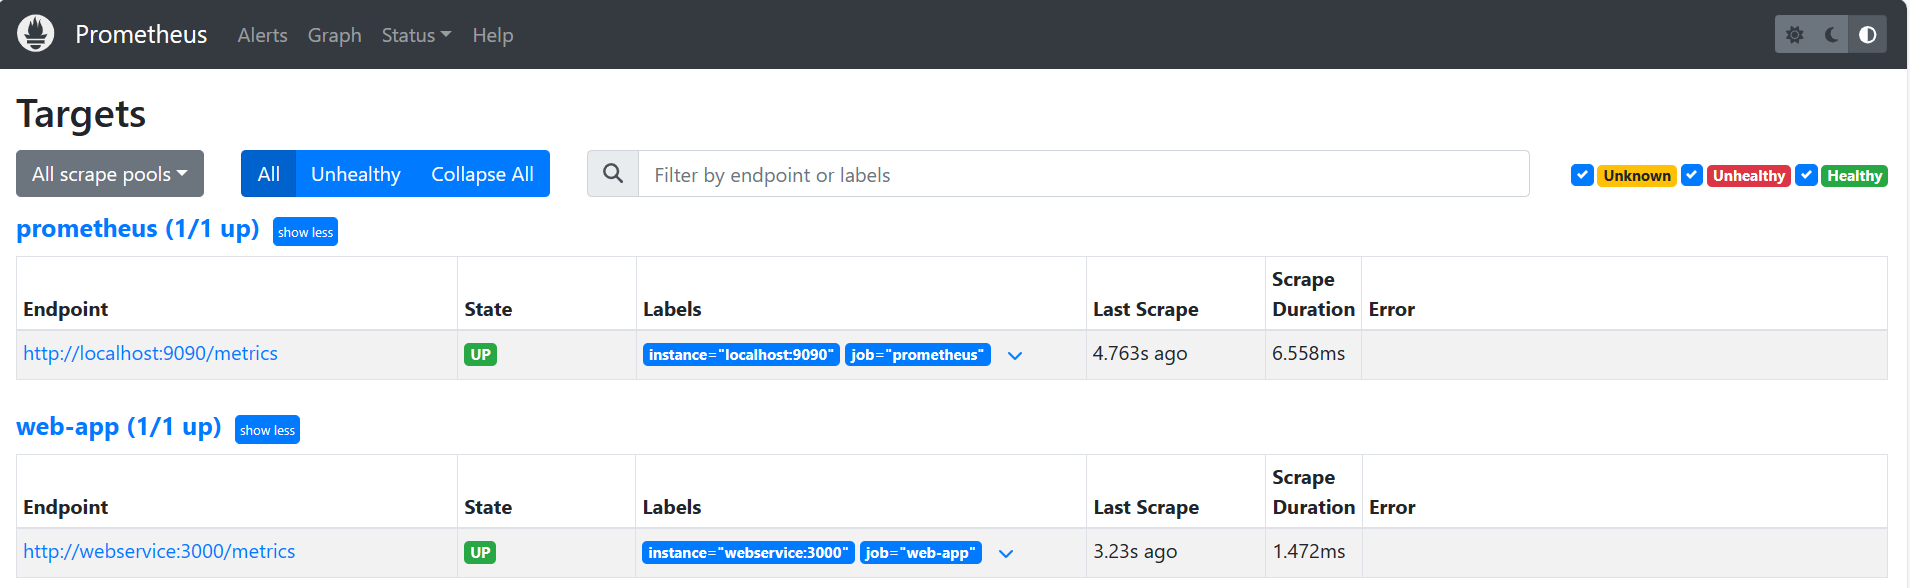 Prometheus Alerts Graph Status Help
Targets
All scrape pools All Unhealthy Collapse All Filter by endpoint or labels Unknown Unhealthy Healthy
prometheus (1/1 up) show less
Endpoint State Labels Last Scrape Scrape Duration Error
http://localhost:9090/metrics UP instance="localhost:9090" job="prometheus" 4.763s ago 6.558ms
web-app (1/1 up) show less
Endpoint State Labels Last Scrape Scrape Duration Error
http://webservice:3000/metrics UP instance="webservice:3000" job="web-app" 3.23s ago 1.472ms